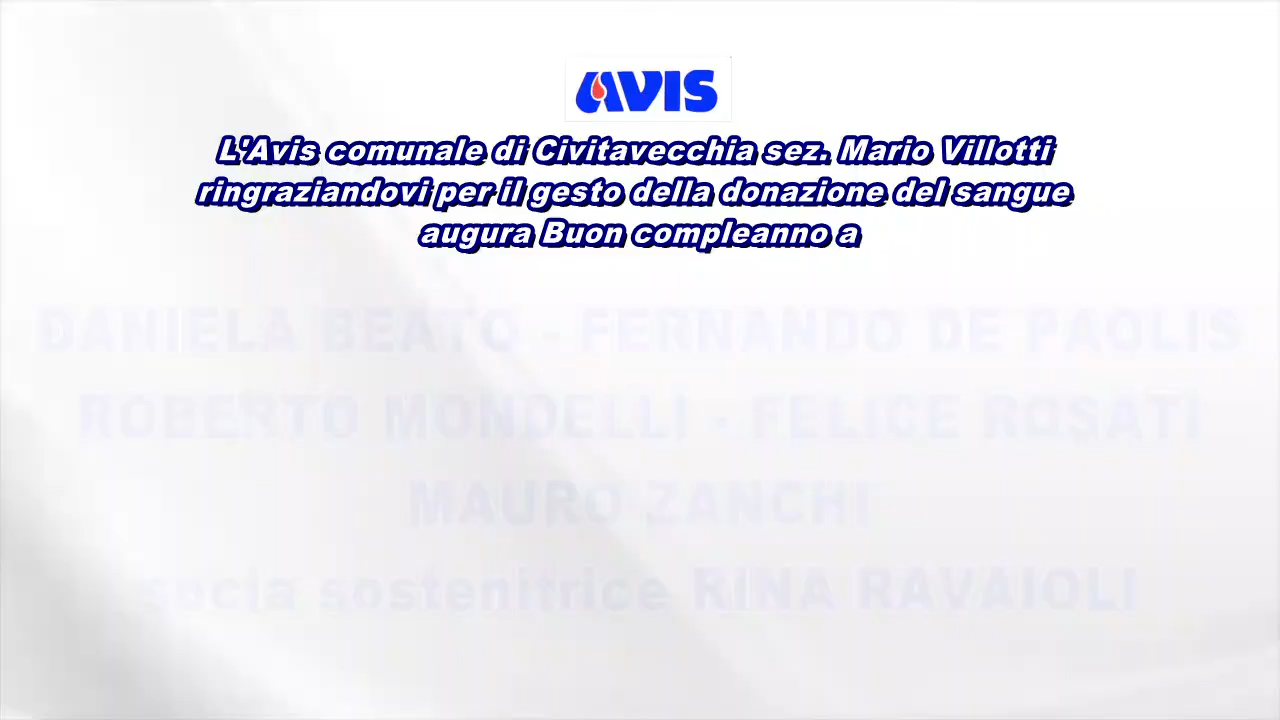 AVIS
L'Avis comunale di Civitavecchia sez. Mario Villotti
ringraziandovi per il gesto della donazione del sangue
augura Buon compleanno a
DANIELA BEATO - FERNANDO DE PAOLIS
ROBERTO MONDELLI - FELICE ROSATI
MAURO ZANCHI
socia sostenitrice RINA RAVAIOLI